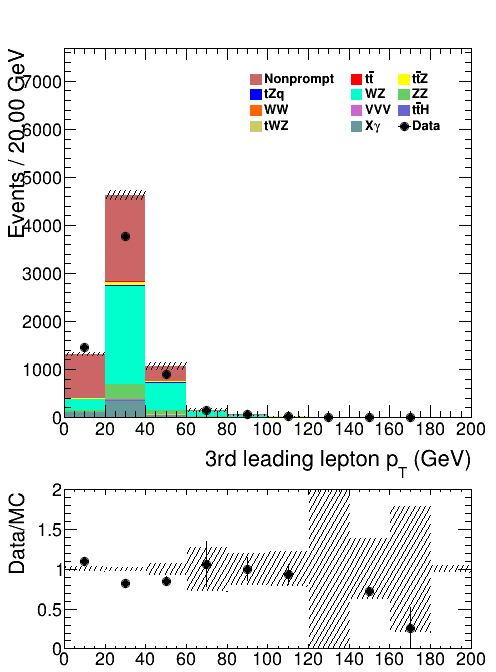 Events / 20.00 GeV
7000
6000
5000
4000
3000
2000
1000
0
Nonprompt tt̄ tt̄Z
tZq WZ ZZ
WW VVV tt̄H
tWZ Xγ Data
0 20 40 60 80 100 120 140 160 180 200
3rd leading lepton p_T (GeV)
Data/MC
2
1.5
1
0.5
0
0 20 40 60 80 100 120 140 160 180 200